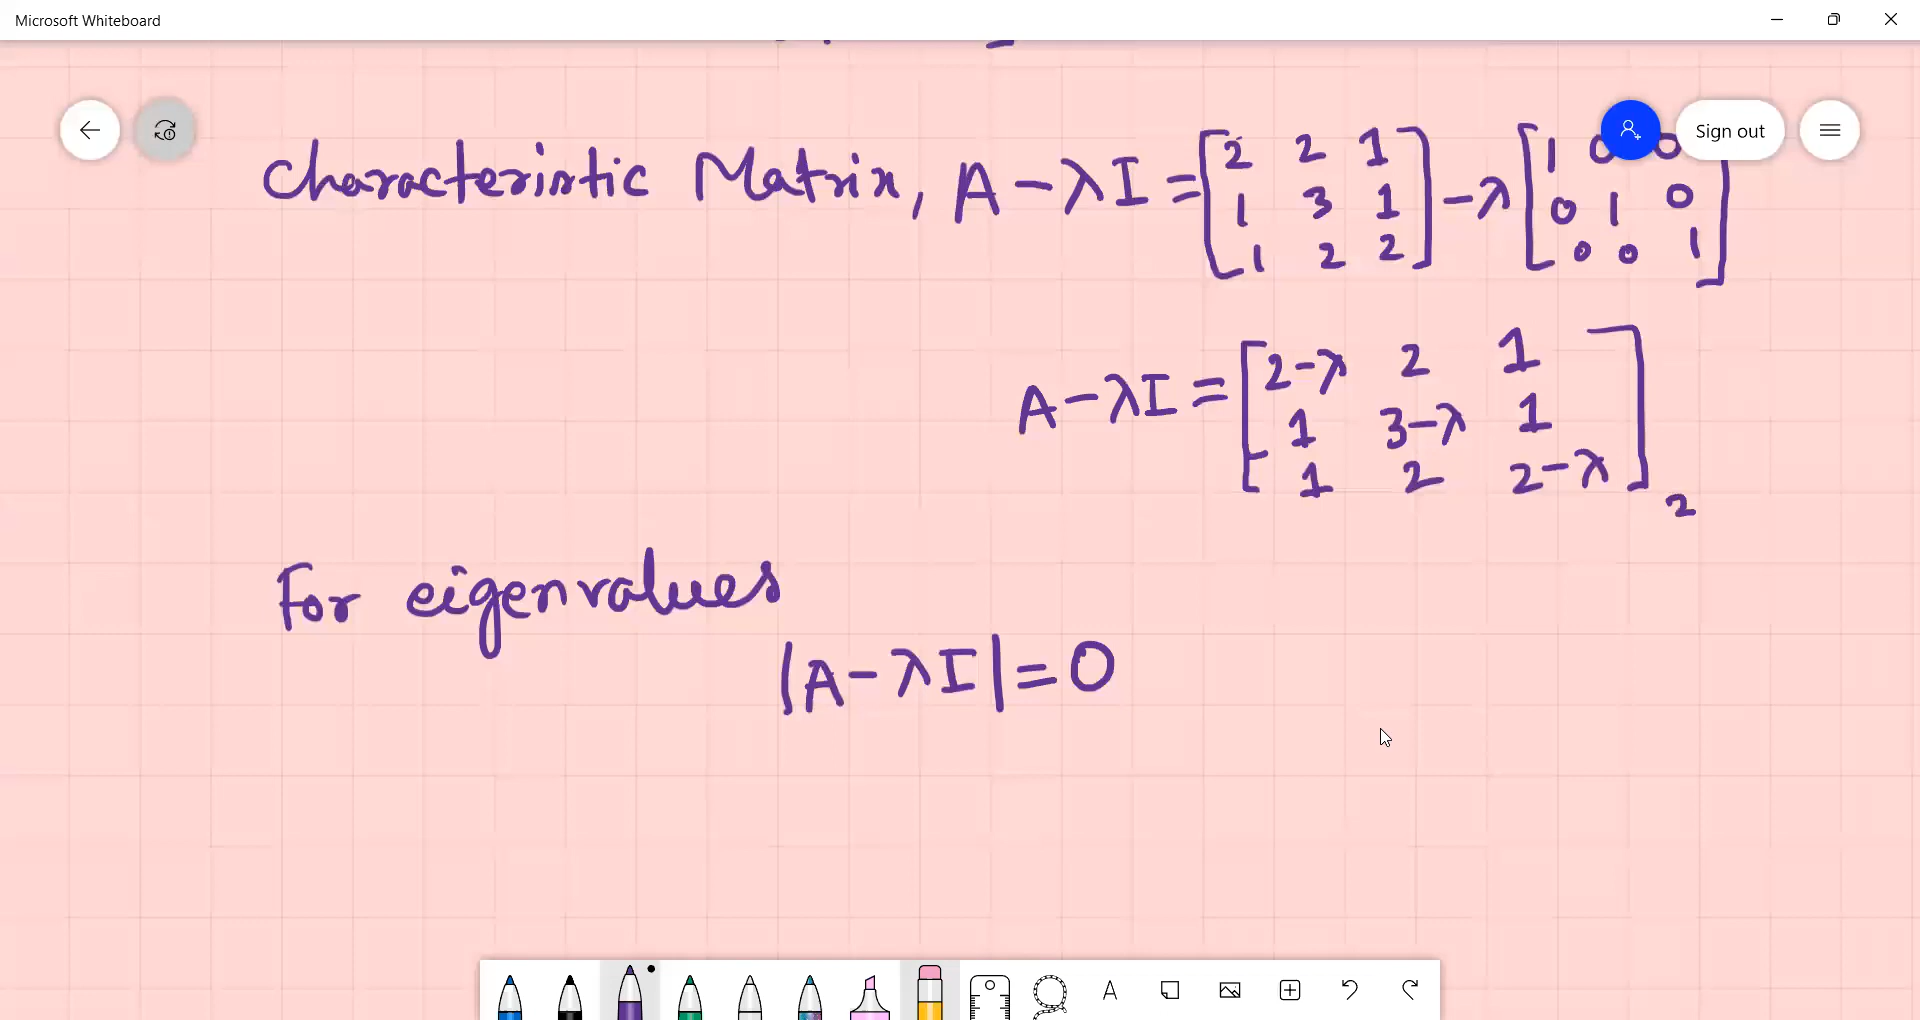 Microsoft Whiteboard
Sign out
Characteristic Matrix, A - λI = [2 2 1
1 3 1
1 2 2] - λ [1 0 0
0 1 0
0 0 1]
A - λI = [2-λ 2 1
1 3-λ 1
1 2 2-λ]
2
For eigenvalues
|A - λI| = 0